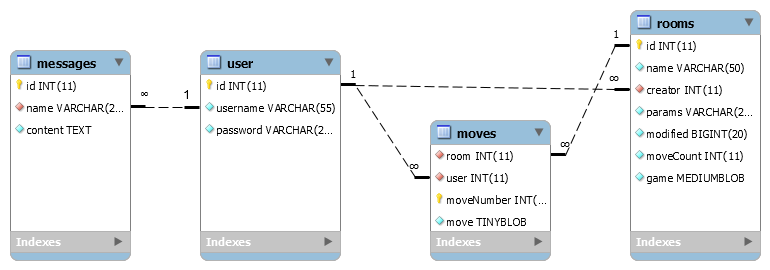 messages
id INT(11)
name VARCHAR(2...
content TEXT
Indexes
∞
1
user
id INT(11)
username VARCHAR(55)
password VARCHAR(2...
Indexes
1
∞
moves
room INT(11)
user INT(11)
moveNumber INT(...
move TINYBLOB
Indexes
∞
1
∞
rooms
id INT(11)
name VARCHAR(50)
creator INT(11)
params VARCHAR(2...
modified BIGINT(20)
moveCount INT(11)
game MEDIUMBLOB
Indexes